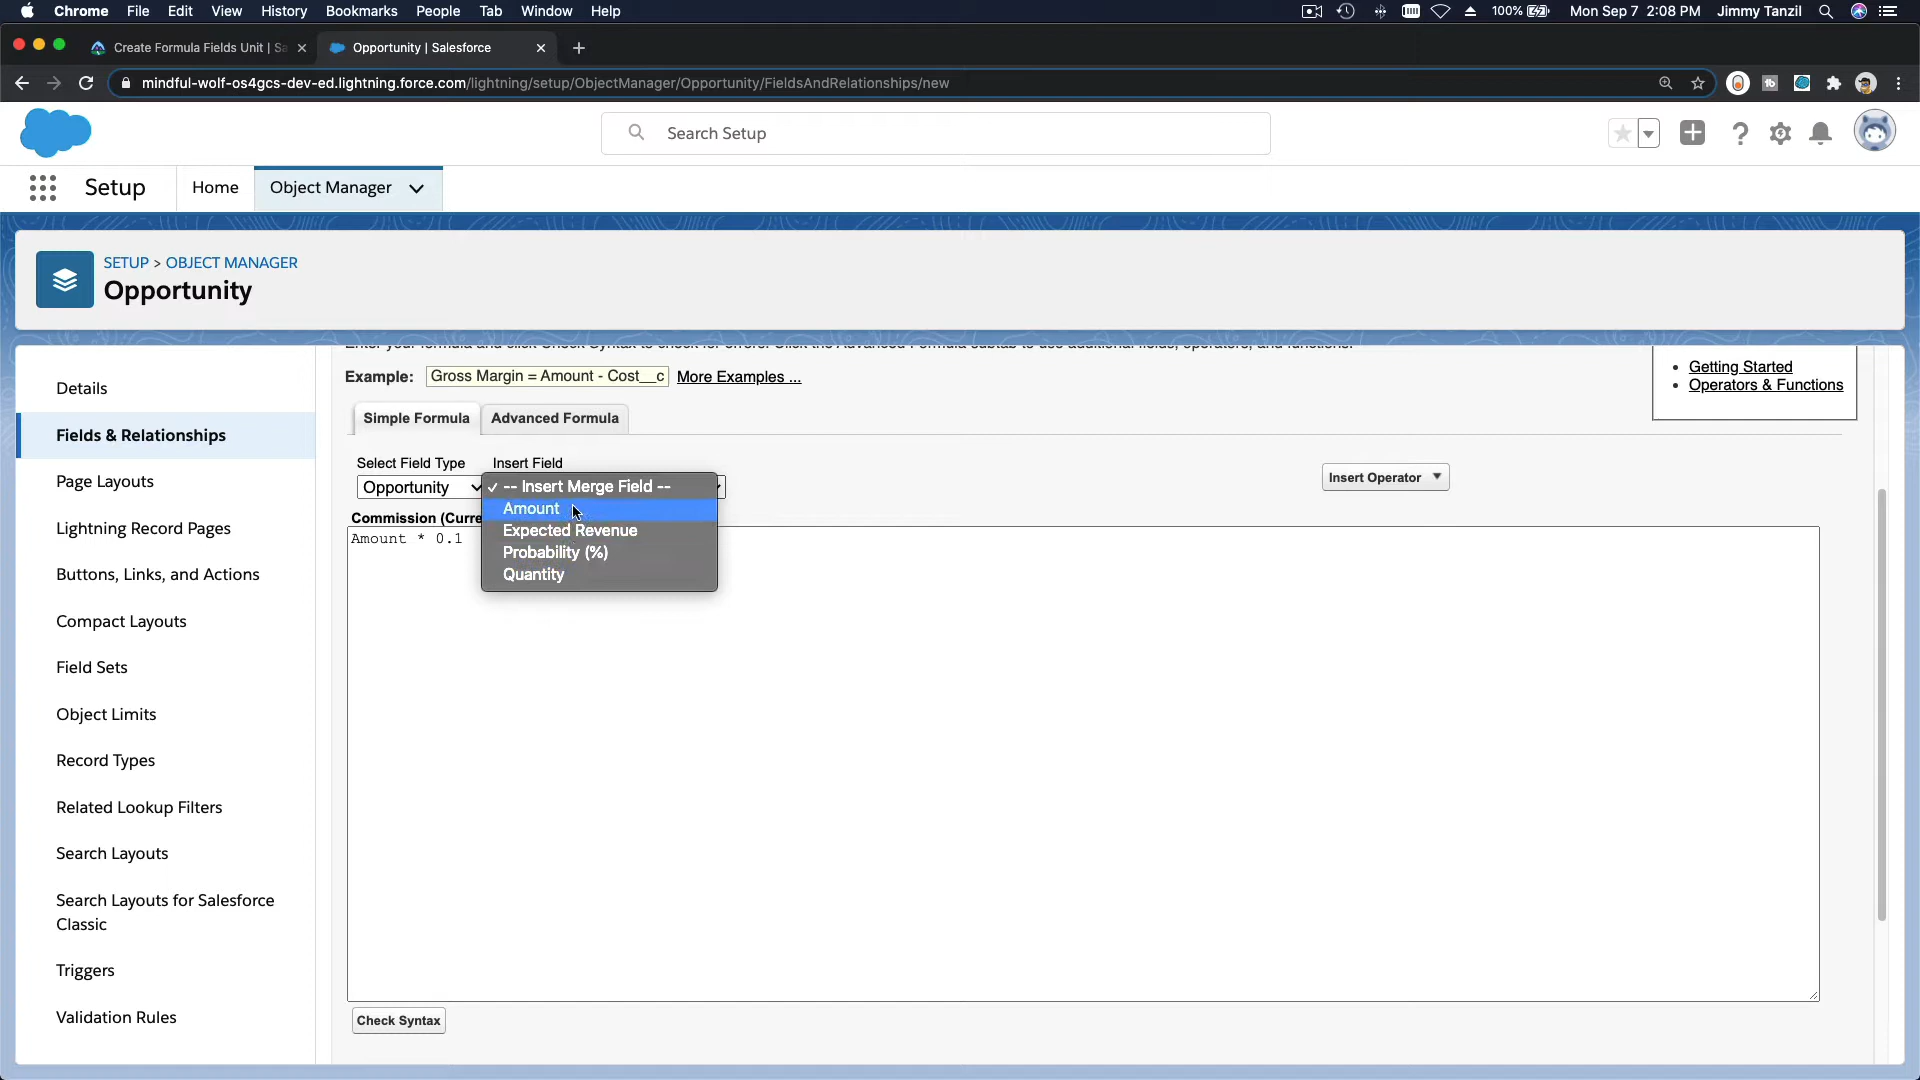 Chrome File Edit View History Bookmarks People Tab Window Help 100% Mon Sep 7 2:08 PM Jimmy Tanzil
Create Formula Fields Unit | Sa
Opportunity | Salesforce
mindful-wolf-os4gcs-dev-ed.lightning.force.com/lightning/setup/ObjectManager/Opportunity/FieldsAndRelationships/new
Search Setup
Setup Home Object Manager
SETUP > OBJECT MANAGER
Opportunity
Details
Fields & Relationships
Page Layouts
Lightning Record Pages
Buttons, Links, and Actions
Compact Layouts
Field Sets
Object Limits
Record Types
Related Lookup Filters
Search Layouts
Search Layouts for Salesforce
Classic
Triggers
Validation Rules
Enter your formula and click Check Syntax to check for errors. Click the Advanced Formula subtab to use additional fields, operators, and functions.
Example: Gross Margin = Amount - Cost__c More Examples ...
Getting Started
Operators & Functions
Simple Formula Advanced Formula
Select Field Type Insert Field
Opportunity
-- Insert Merge Field --
Amount
Expected Revenue
Probability (%)
Quantity
Insert Operator
Commission (Curre
Amount * 0.1
Check Syntax